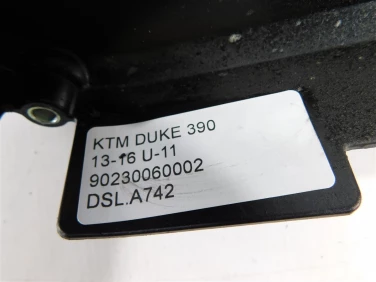 KTM DUKE 390
13-16 U-11
90230060002
DSL.A742